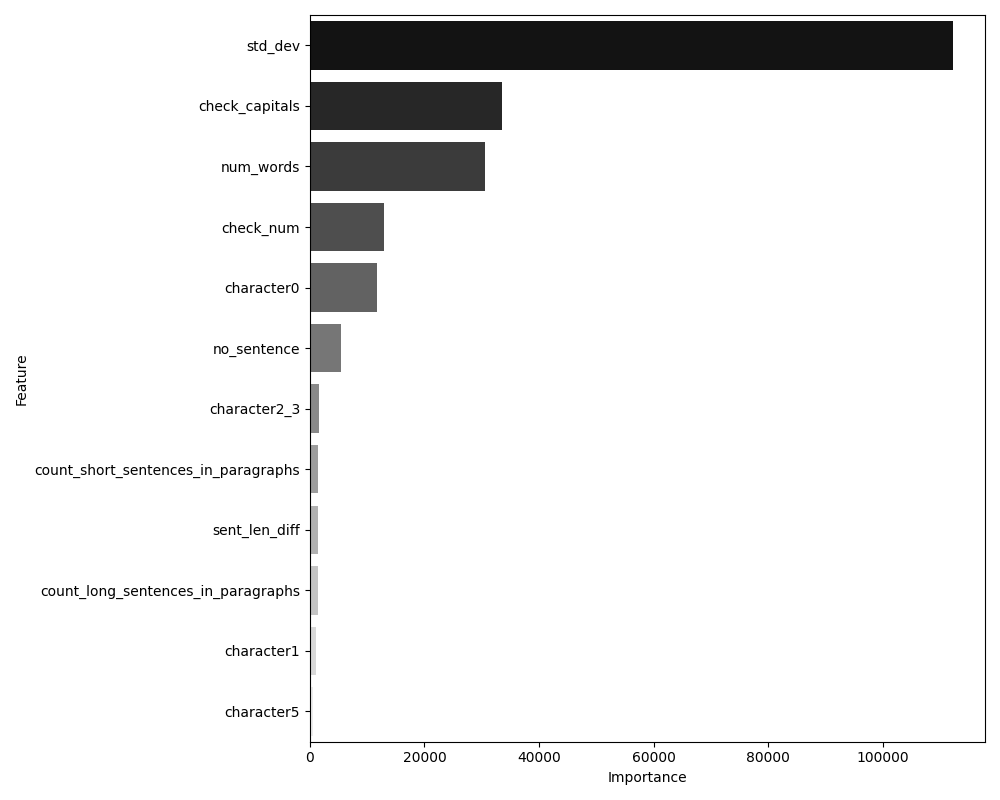 std_dev
check_capitals
num_words
check_num
character0
no_sentence
character2_3
count_short_sentences_in_paragraphs
sent_len_diff
count_long_sentences_in_paragraphs
character1
character5
Feature
0 20000 40000 60000 80000 100000
Importance